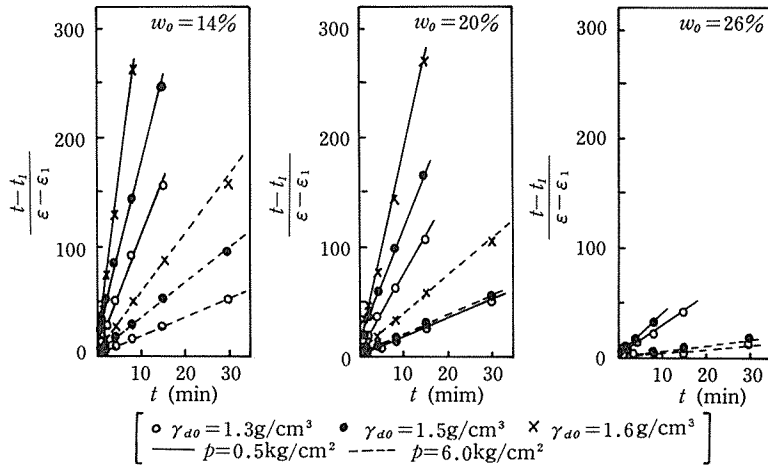 300
200
100
0
t−t₁
ε−ε₁
w₀=14%
0 10 20 30
t (min)
300
200
100
0
t−t₁
ε−ε₁
w₀=20%
0 10 20 30
t (min)
300
200
100
0
t−t₁
ε−ε₁
w₀=26%
0 10 20 30
t (min)
γd0=1.3g/cm³ γd0=1.5g/cm³ × γd0=1.6g/cm³
p=0.5kg/cm² p=6.0kg/cm²